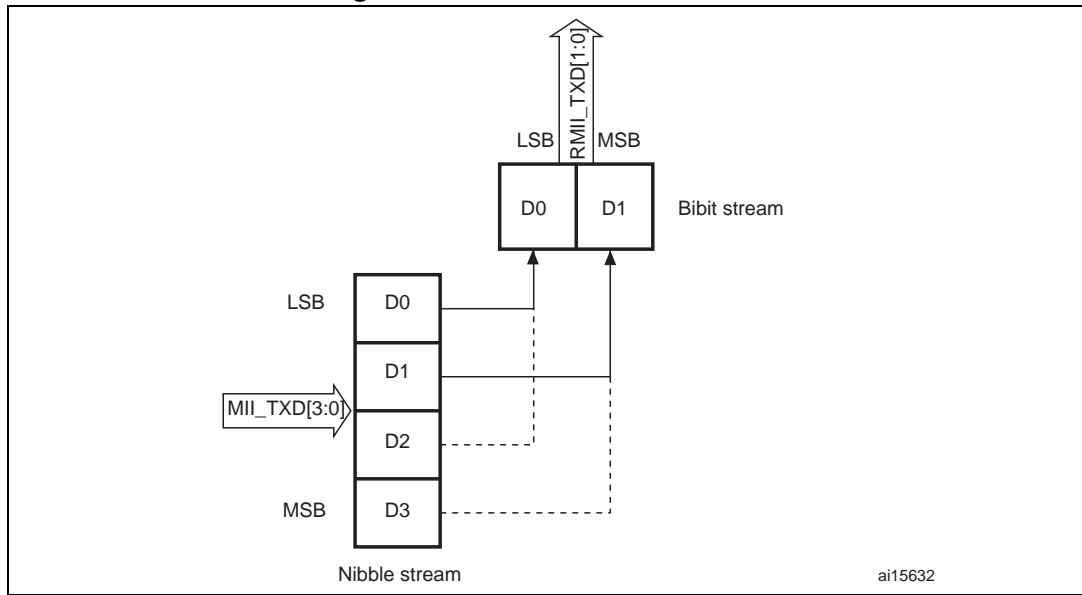 g
RMII_TXD[1:0]
LSB
MSB
D0
D1
Bibit stream
LSB
D0
D1
MII_TXD[3:0]
D2
MSB
D3
Nibble stream
ai15632